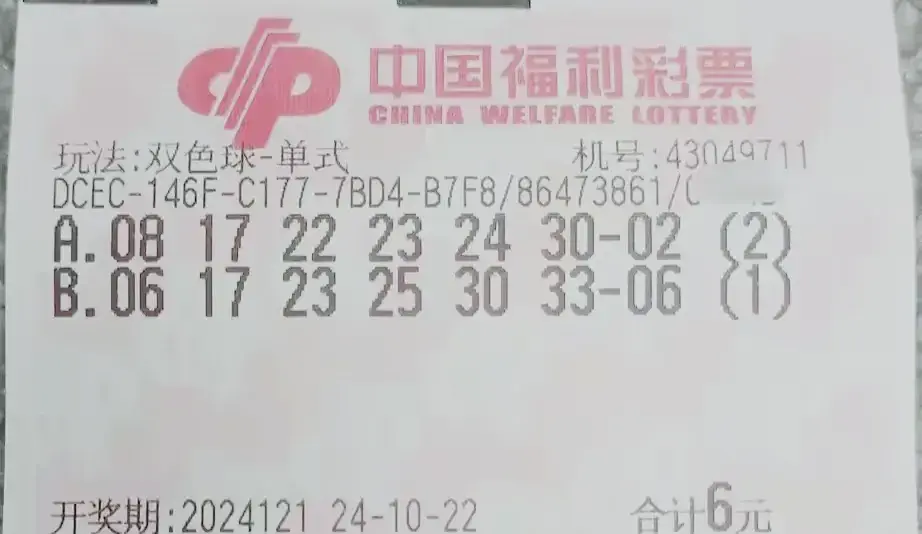 中国福利彩票
CHINA WELFARE LOTTERY
玩法:双色球-单式 机号:43049711
DCEC-146F-C177-7BD4-B7F8/86473861/
A.08 17 22 23 24 30-02 (2)
B.06 17 23 25 30 33-06 (1)
开奖期:2024121 24-10-22 合计6元